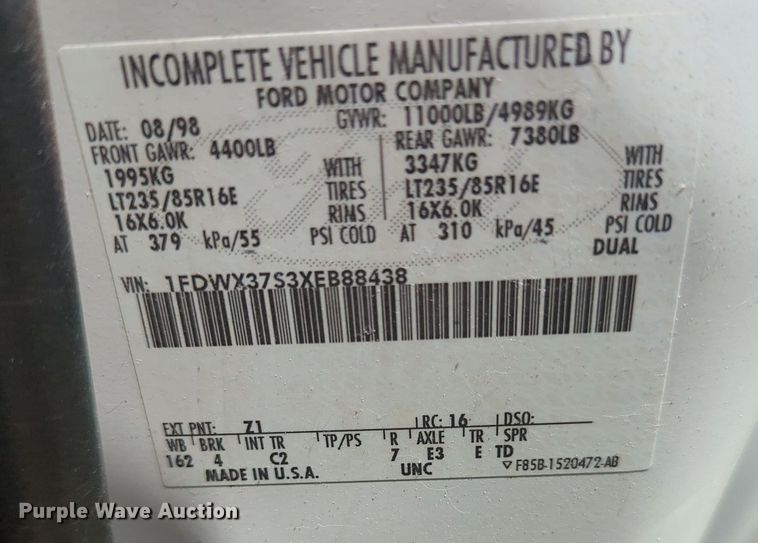 INCOMPLETE VEHICLE MANUFACTURED BY
FORD MOTOR COMPANY
DATE: 08/98 GVWR: 11000LB/4989KG
FRONT GAWR: 4400LB REAR GAWR: 7380LB
1995KG WITH 3347KG WITH
LT235/85R16E TIRES LT235/85R16E TIRES
16X6.0K RIMS 16X6.0K RIMS
AT 379 kPa/55 PSI COLD AT 310 kPa/45 PSI COLD
DUAL
VIN: 1FDWX37S3XEB88438
EXT PNT: Z1 RC: 16 DSO:
WB BRK INT TR TP/PS R AXLE TR SPR
162 4 C2 7 E3 E TD
MADE IN U.S.A. UNC F85B-1520472-AB
Purple Wave Auction